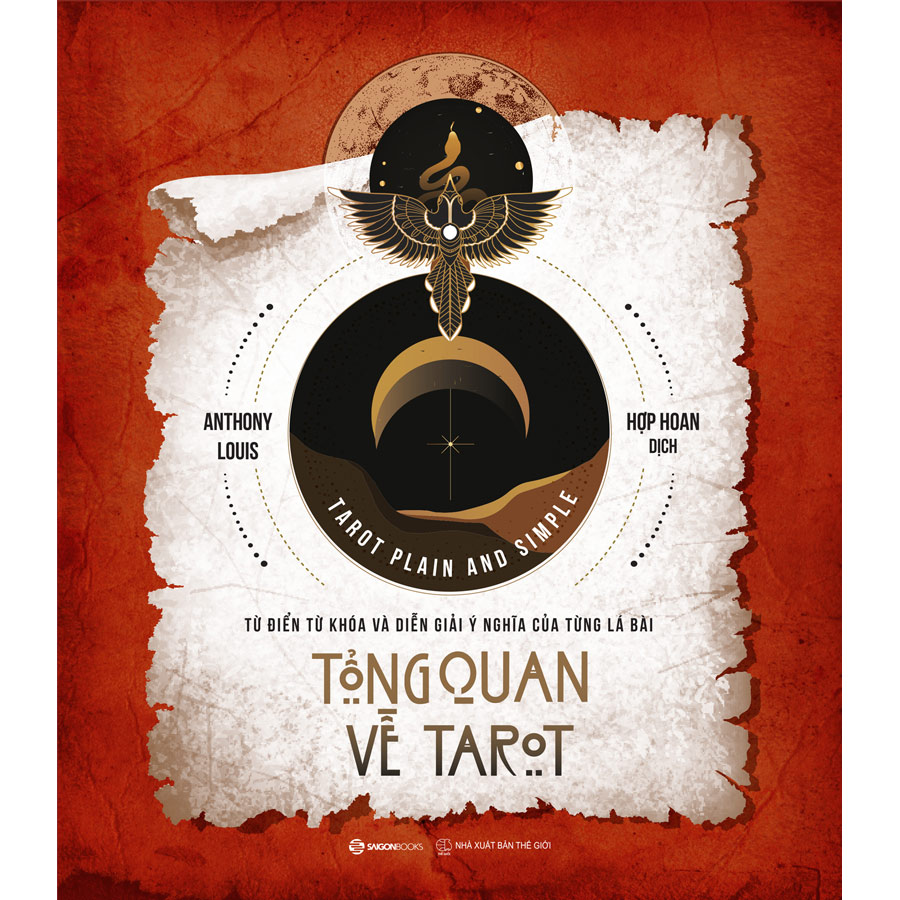 ANTHONY
LOUIS
HỢP HOAN
DỊCH
TAROT PLAIN AND SIMPLE
TỪ ĐIỂN TỪ KHÓA VÀ DIỄN GIẢI Ý NGHĨA CỦA TỪNG LÁ BÀI
TỔNG QUAN
VỀ TAROT
SAIGONBOOKS
NHÀ XUẤT BẢN THẾ GIỚI